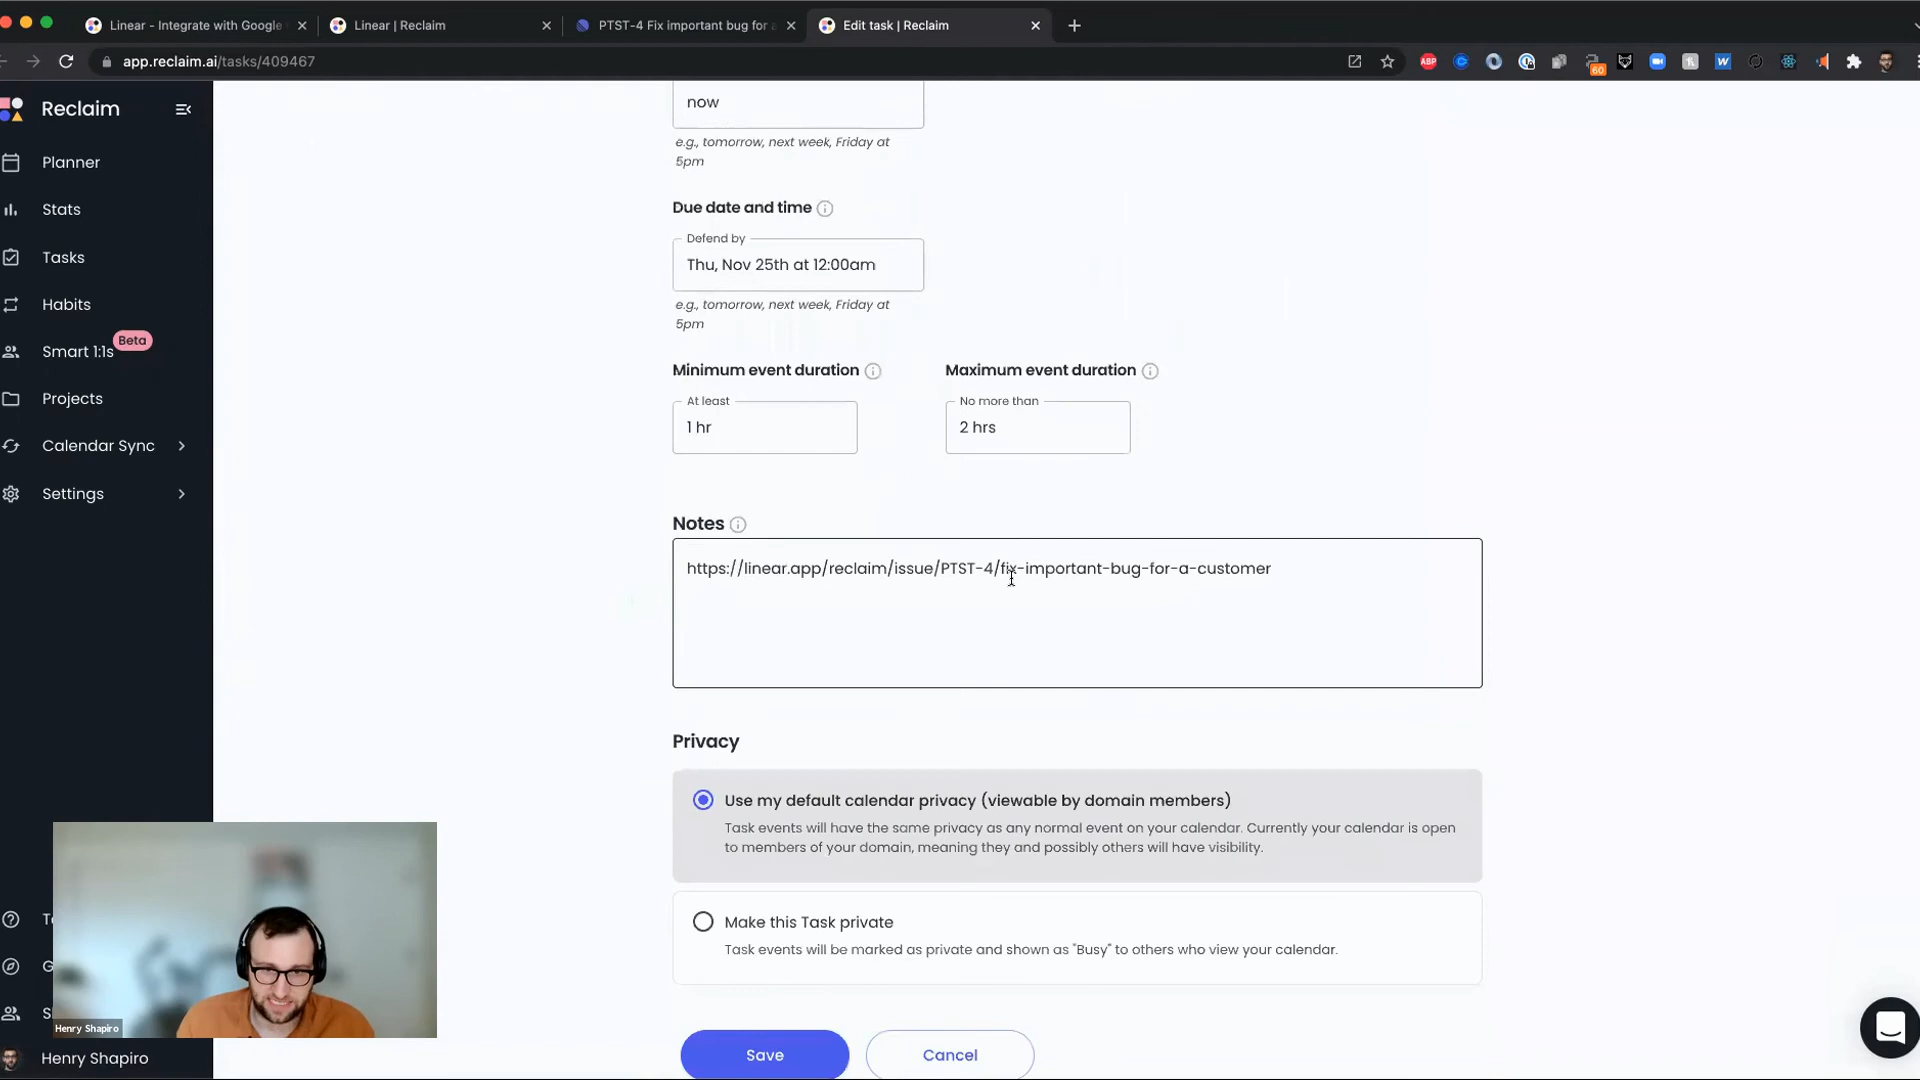 Linear - Integrate with Google
Linear | Reclaim
PTST-4 Fix important bug for a
Edit task | Reclaim
app.reclaim.ai/tasks/409467
ABP
60
W
Reclaim
Planner
Stats
Tasks
Habits
Smart 1:1s
Beta
Projects
Calendar Sync
Settings
Henry Shapiro
Henry Shapiro
now
e.g., tomorrow, next week, Friday at
5pm
Due date and time
Defend by
Thu, Nov 25th at 12:00am
e.g., tomorrow, next week, Friday at
5pm
Minimum event duration
Maximum event duration
At least
1 hr
No more than
2 hrs
Notes
https://linear.app/reclaim/issue/PTST-4/fix-important-bug-for-a-customer
Privacy
Use my default calendar privacy (viewable by domain members)
Task events will have the same privacy as any normal event on your calendar. Currently your calendar is open
to members of your domain, meaning they and possibly others will have visibility.
Make this Task private
Task events will be marked as private and shown as "Busy" to others who view your calendar.
Save
Cancel